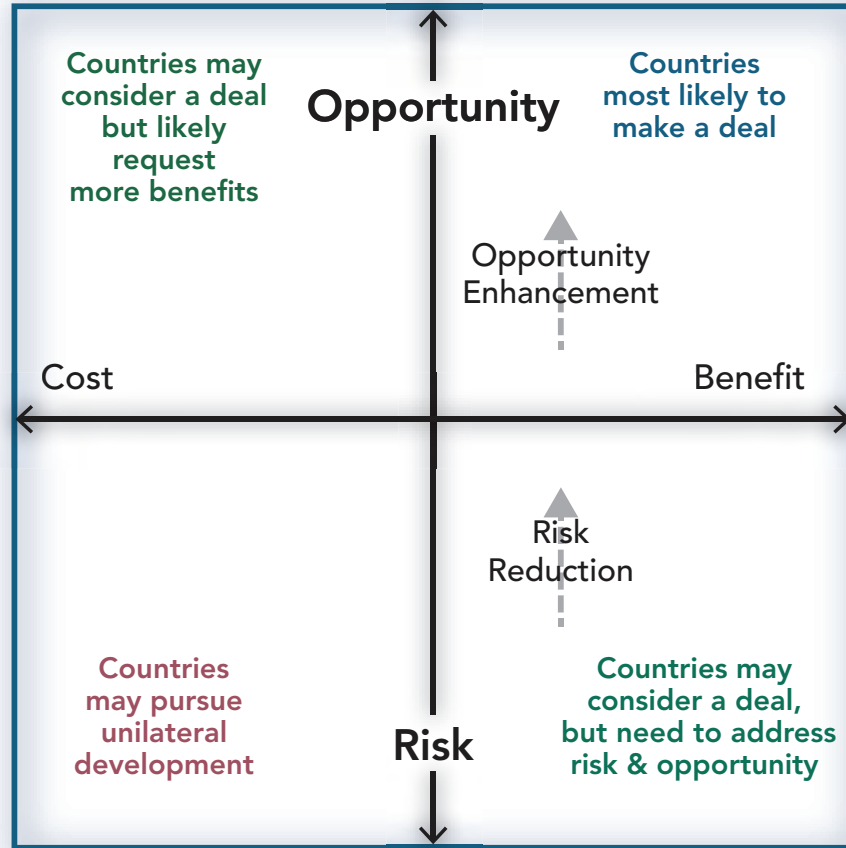 Countries may
consider a deal
but likely
request
more benefits
Opportunity
Countries
most likely to
make a deal
Opportunity
Enhancement
Cost
Benefit
Risk
Reduction
Countries
may pursue
unilateral
development
Risk
Countries may
consider a deal,
but need to address
risk & opportunity